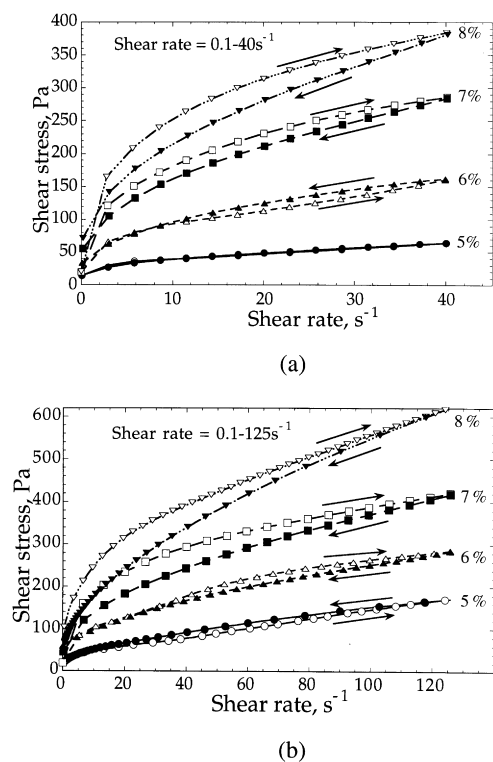 400
Shear rate = 0.1-40s⁻¹
8%
350
300
7%
250
200
6%
150
100
5%
50
0
0 10 20 30 40
Shear stress, Pa
Shear rate, s⁻¹
(a)
600
Shear rate = 0.1-125s⁻¹
8%
500
400
7%
300
6%
200
5%
100
0
0 20 40 60 80 100 120
Shear stress, Pa
Shear rate, s⁻¹
(b)